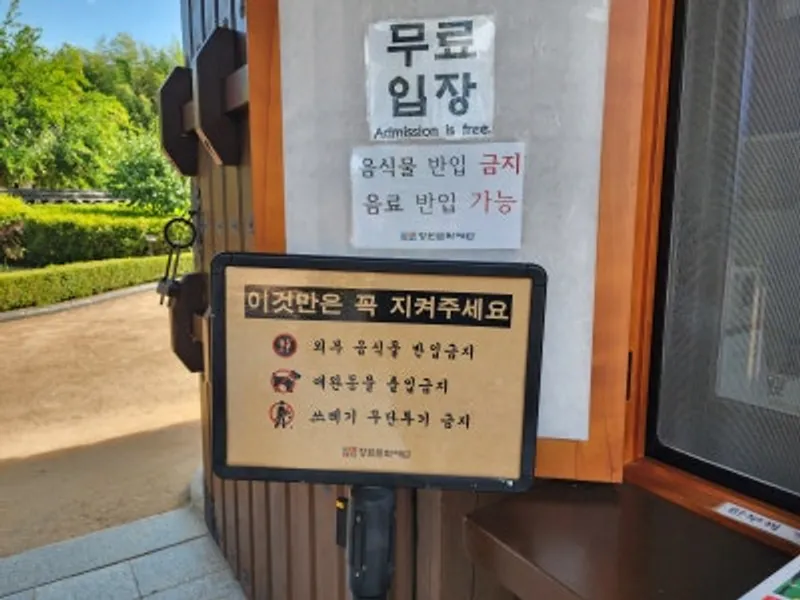 무료
입장
Admission is free.
음식물 반입 금지
음료 반입 가능
이것만은 꼭 지켜주세요
외부 음식물 반입금지
애완동물 출입금지
쓰레기 무단투기 금지